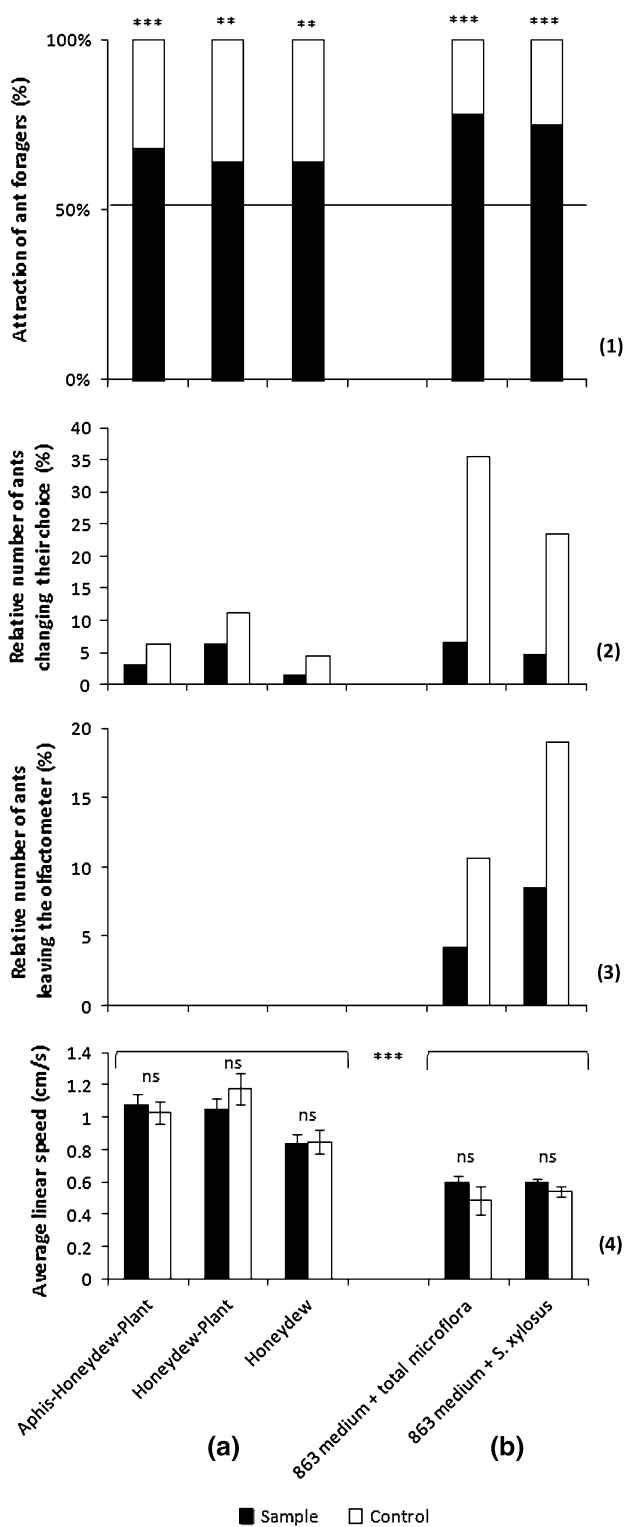 *** ** ** *** ***
100%
50%
0%
Attraction of ant foragers (%)
(1)
40
35
30
25
20
15
10
5
0
Relative number of ants
changing theirchoice (%)
(2)
20
15
10
5
0
Relative number of ants
leaving the olfactometer (%)
(3)
1.4
1.2
1
0.8
0.6
0.4
0.2
0
Average linear speed (cm/s)
ns ns ns *** ns ns
(4)
Aphis-Honeydew-Plant
Honeydew-Plant
Honeydew
863 medium + total microflora
863 medium + S. xylosus
(a) (b)
Sample Control